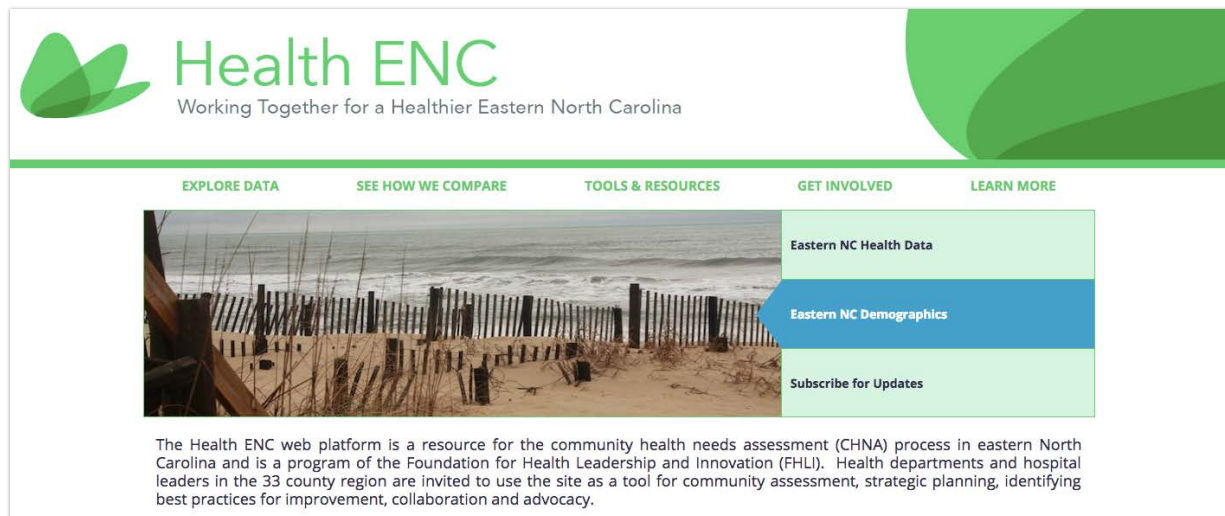 Health ENC
Working Together for a Healthier Eastern North Carolina
EXPLORE DATA SEE HOW WE COMPARE TOOLS & RESOURCES GET INVOLVED LEARN MORE
Eastern NC Health Data
Eastern NC Demographics
Subscribe for Updates
The Health ENC web platform is a resource for the community health needs assessment (CHNA) process in eastern North
Carolina and is a program of the Foundation for Health Leadership and Innovation (FHLI). Health departments and hospital
leaders in the 33 county region are invited to use the site as a tool for community assessment, strategic planning, identifying
best practices for improvement, collaboration and advocacy.